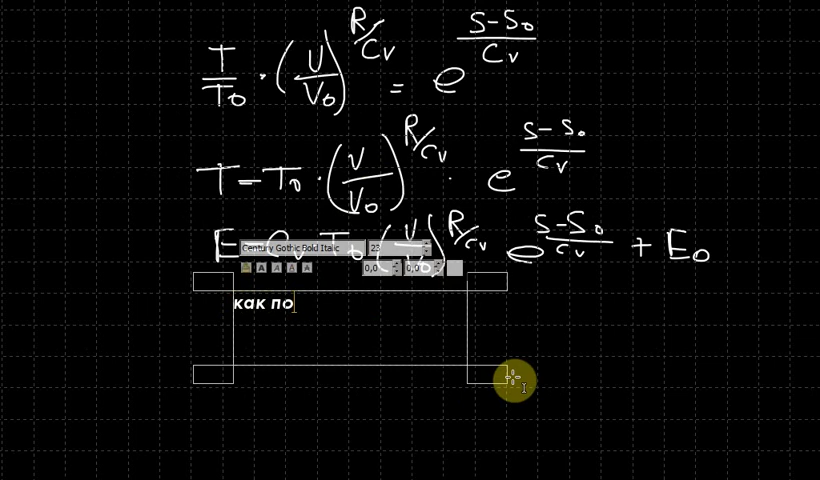 T/T₀ · (V/V₀)^(R/Cv) = e^((S-S₀)/Cv)
T = T₀ · (V/V₀)^(R/Cv) · e^((S-S₀)/Cv)
E = Cv T₀ (V/V₀)^(R/Cv) e^((S-S₀)/Cv) + E₀
Century Gothic Bold Italic 23
A A A A 0,0 0,0
как по